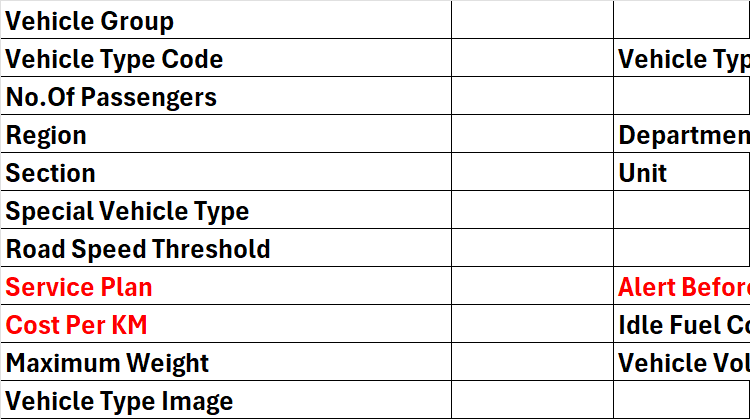 Vehicle Group
Vehicle Type Code Vehicle Typ
No.Of Passengers
Region Departmen
Section Unit
Special Vehicle Type
Road Speed Threshold
Service Plan Alert Before
Cost Per KM Idle Fuel Co
Maximum Weight Vehicle Vol
Vehicle Type Image